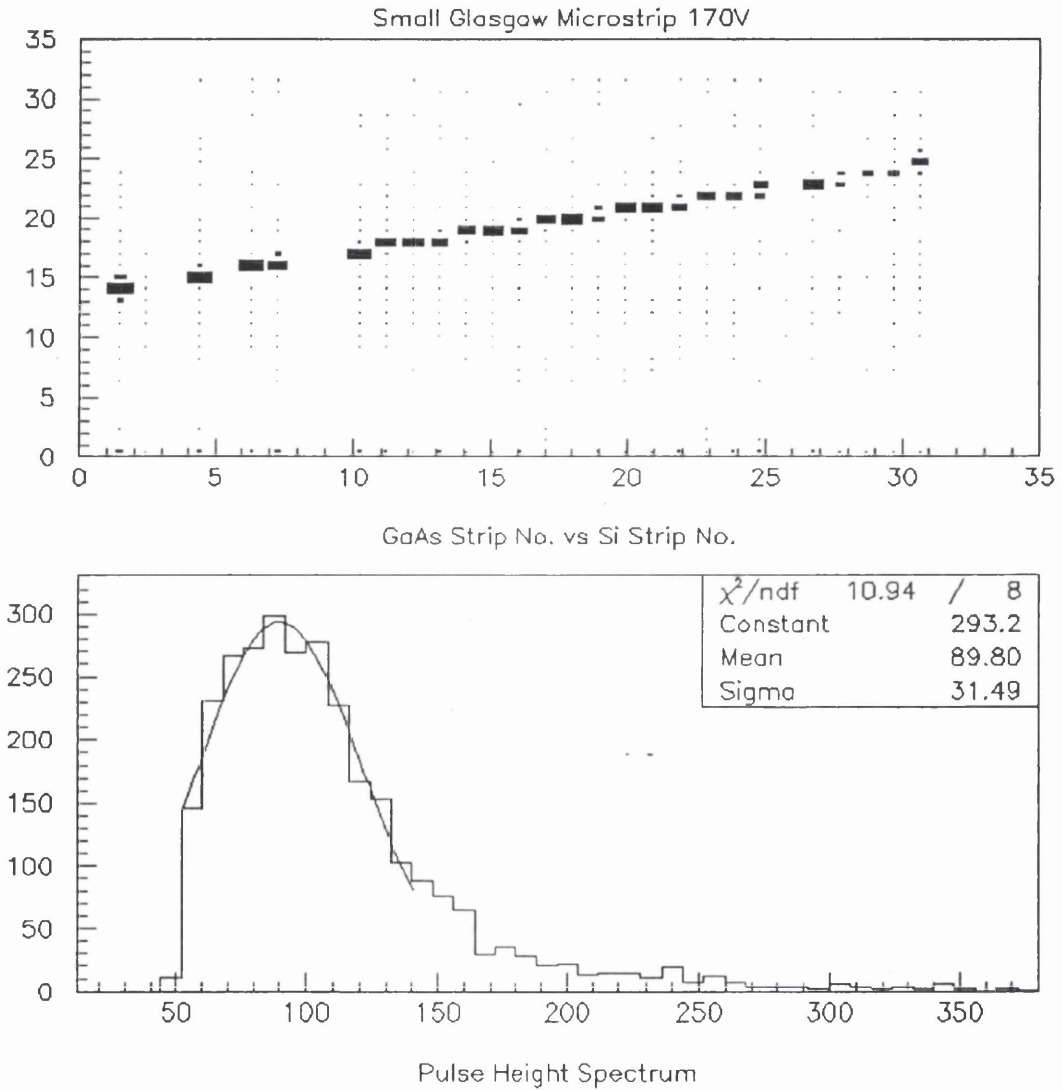 Small Glasgow Microstrip 170V
35
30
25
20
15
10
5
0
0 5 10 15 20 25 30 35
GaAs Strip No. vs Si Strip No.
χ²/ndf 10.94 / 8
Constant 293.2
Mean 89.80
Sigma 31.49
300
250
200
150
100
50
0
50 100 150 200 250 300 350
Pulse Height Spectrum